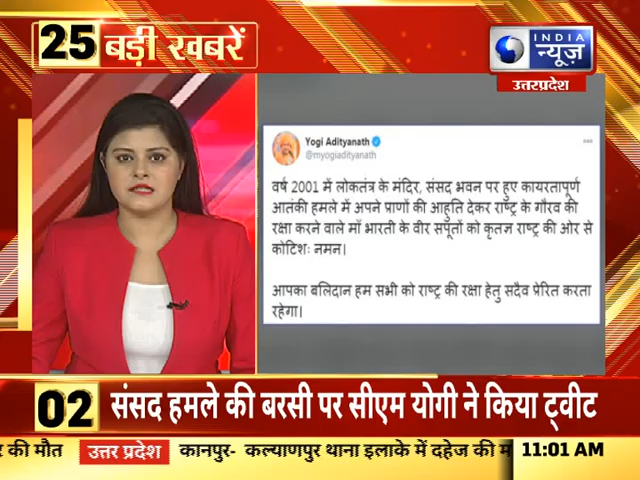 25 बड़ी खबरें
INDIA
न्यूज़
उत्तरप्रदेश
Yogi Adityanath
@myogiadityanath
वर्ष 2001 में लोकतंत्र के मंदिर, संसद भवन पर हुए कायरतापूर्ण
आतंकी हमले में अपने प्राणों की आहुति देकर राष्ट्र के गौरव की
रक्षा करने वाले माँ भारती के वीर सपूतों को कृतज्ञ राष्ट्र की ओर से
कोटिशः नमन।
आपका बलिदान हम सभी को राष्ट्र की रक्षा हेतु सदैव प्रेरित करता
रहेगा।
02 संसद हमले की बरसी पर सीएम योगी ने किया ट्वीट
की मौत उत्तर प्रदेश कानपुर- कल्याणपुर थाना इलाके में दहेज की 11:01 AM